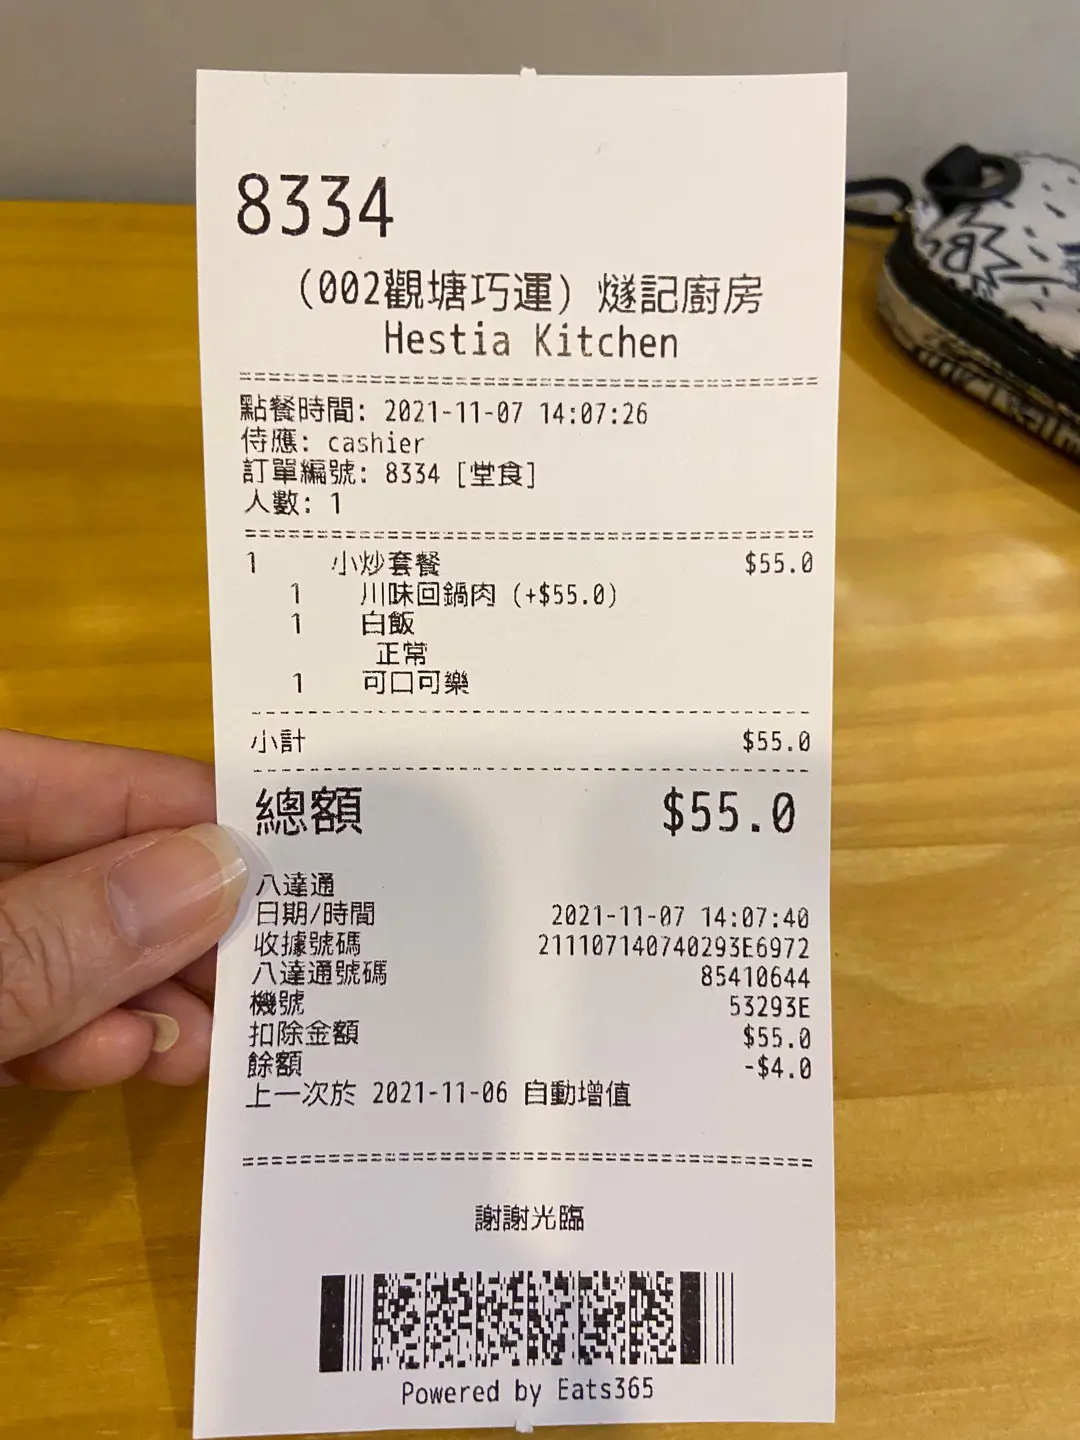 8334
(002觀塘巧運) 燧記廚房
Hestia Kitchen
點餐時間: 2021-11-07 14:07:26
侍應: cashier
訂單編號: 8334 [堂食]
人數: 1
1 小炒套餐 $55.0
1 川味回鍋肉 (+$55.0)
1 白飯
正常
1 可口可樂
小計 $55.0
總額 $55.0
八達通
日期/時間 2021-11-07 14:07:40
收據號碼 211107140740293E6972
八達通號碼 85410644
機號 53293E
扣除金額 $55.0
餘額 -$4.0
上一次於 2021-11-06 自動增值
謝謝光臨
Powered by Eats365